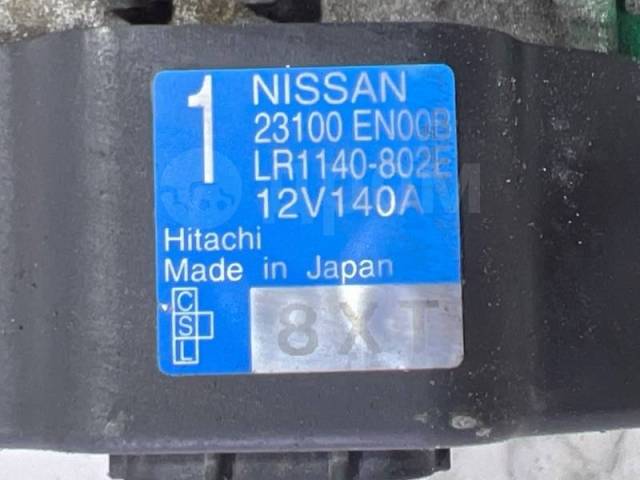 1
NISSAN
23100 EN00B
LR1140-802E
12V140A
Hitachi
Made in Japan
C
S
L
8XT